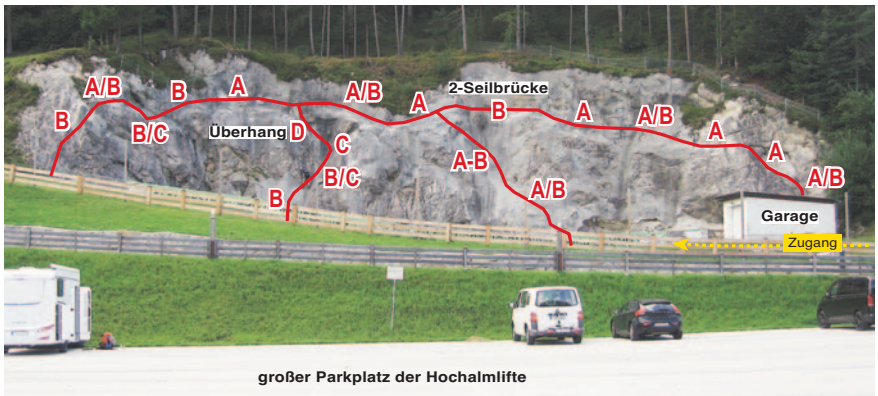 2-Seilbrücke
A/B
B
A
A/B
A
B
A
A/B
A
A
A/B
B
B/C
Überhang
D
C
B/C
B
A-B
A/B
Garage
Zugang
großer Parkplatz der Hochalmlifte